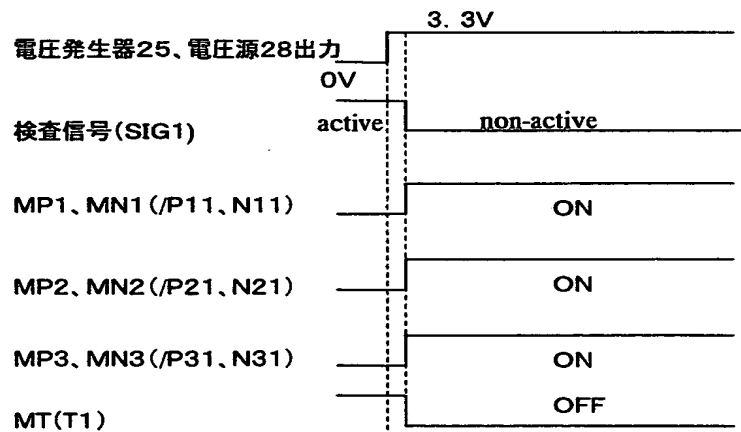 3. 3V
電圧発生器25、電圧源28出力
0V
検査信号(SIG1)
active
non-active
MP1、MN1(/P11、N11)
ON
MP2、MN2(/P21、N21)
ON
MP3、MN3(/P31、N31)
ON
OFF
MT(T1)